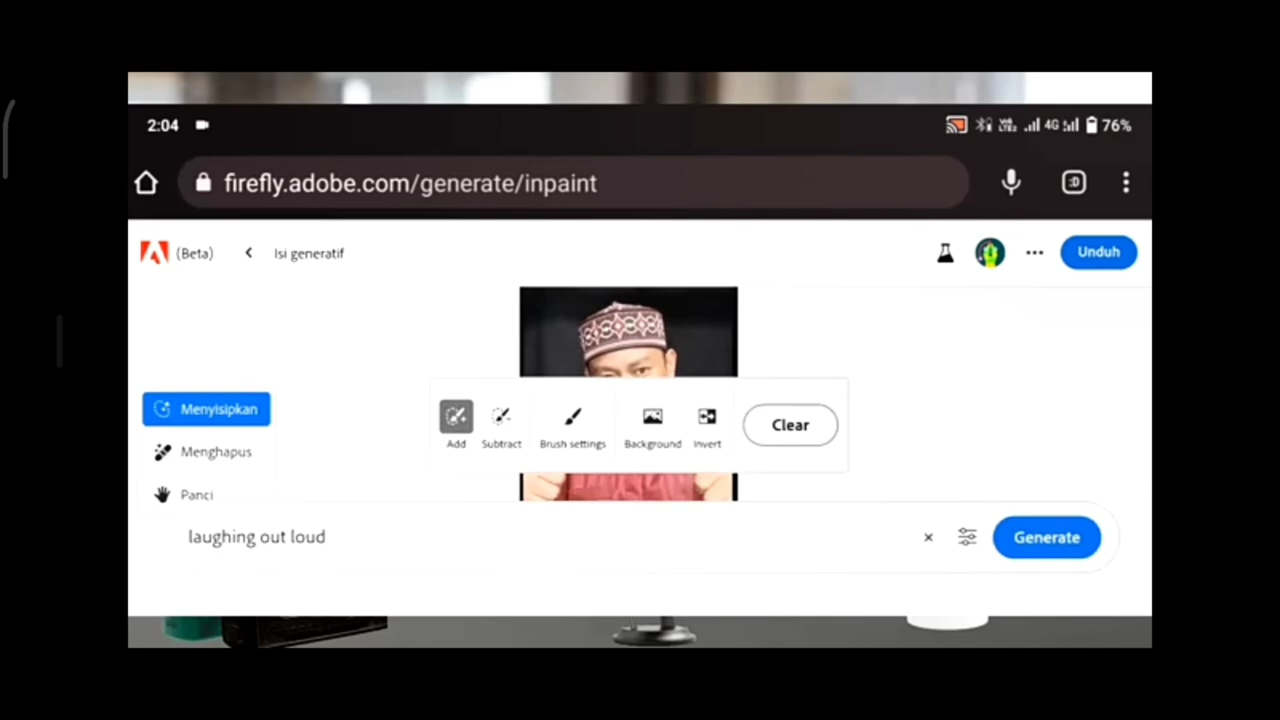 2:04 4G 76%
firefly.adobe.com/generate/inpaint :D
(Beta) Isi generatif Unduh
Menyisipkan
Menghapus
Panci
Add Subtract Brush settings Background Invert Clear
laughing out loud Generate